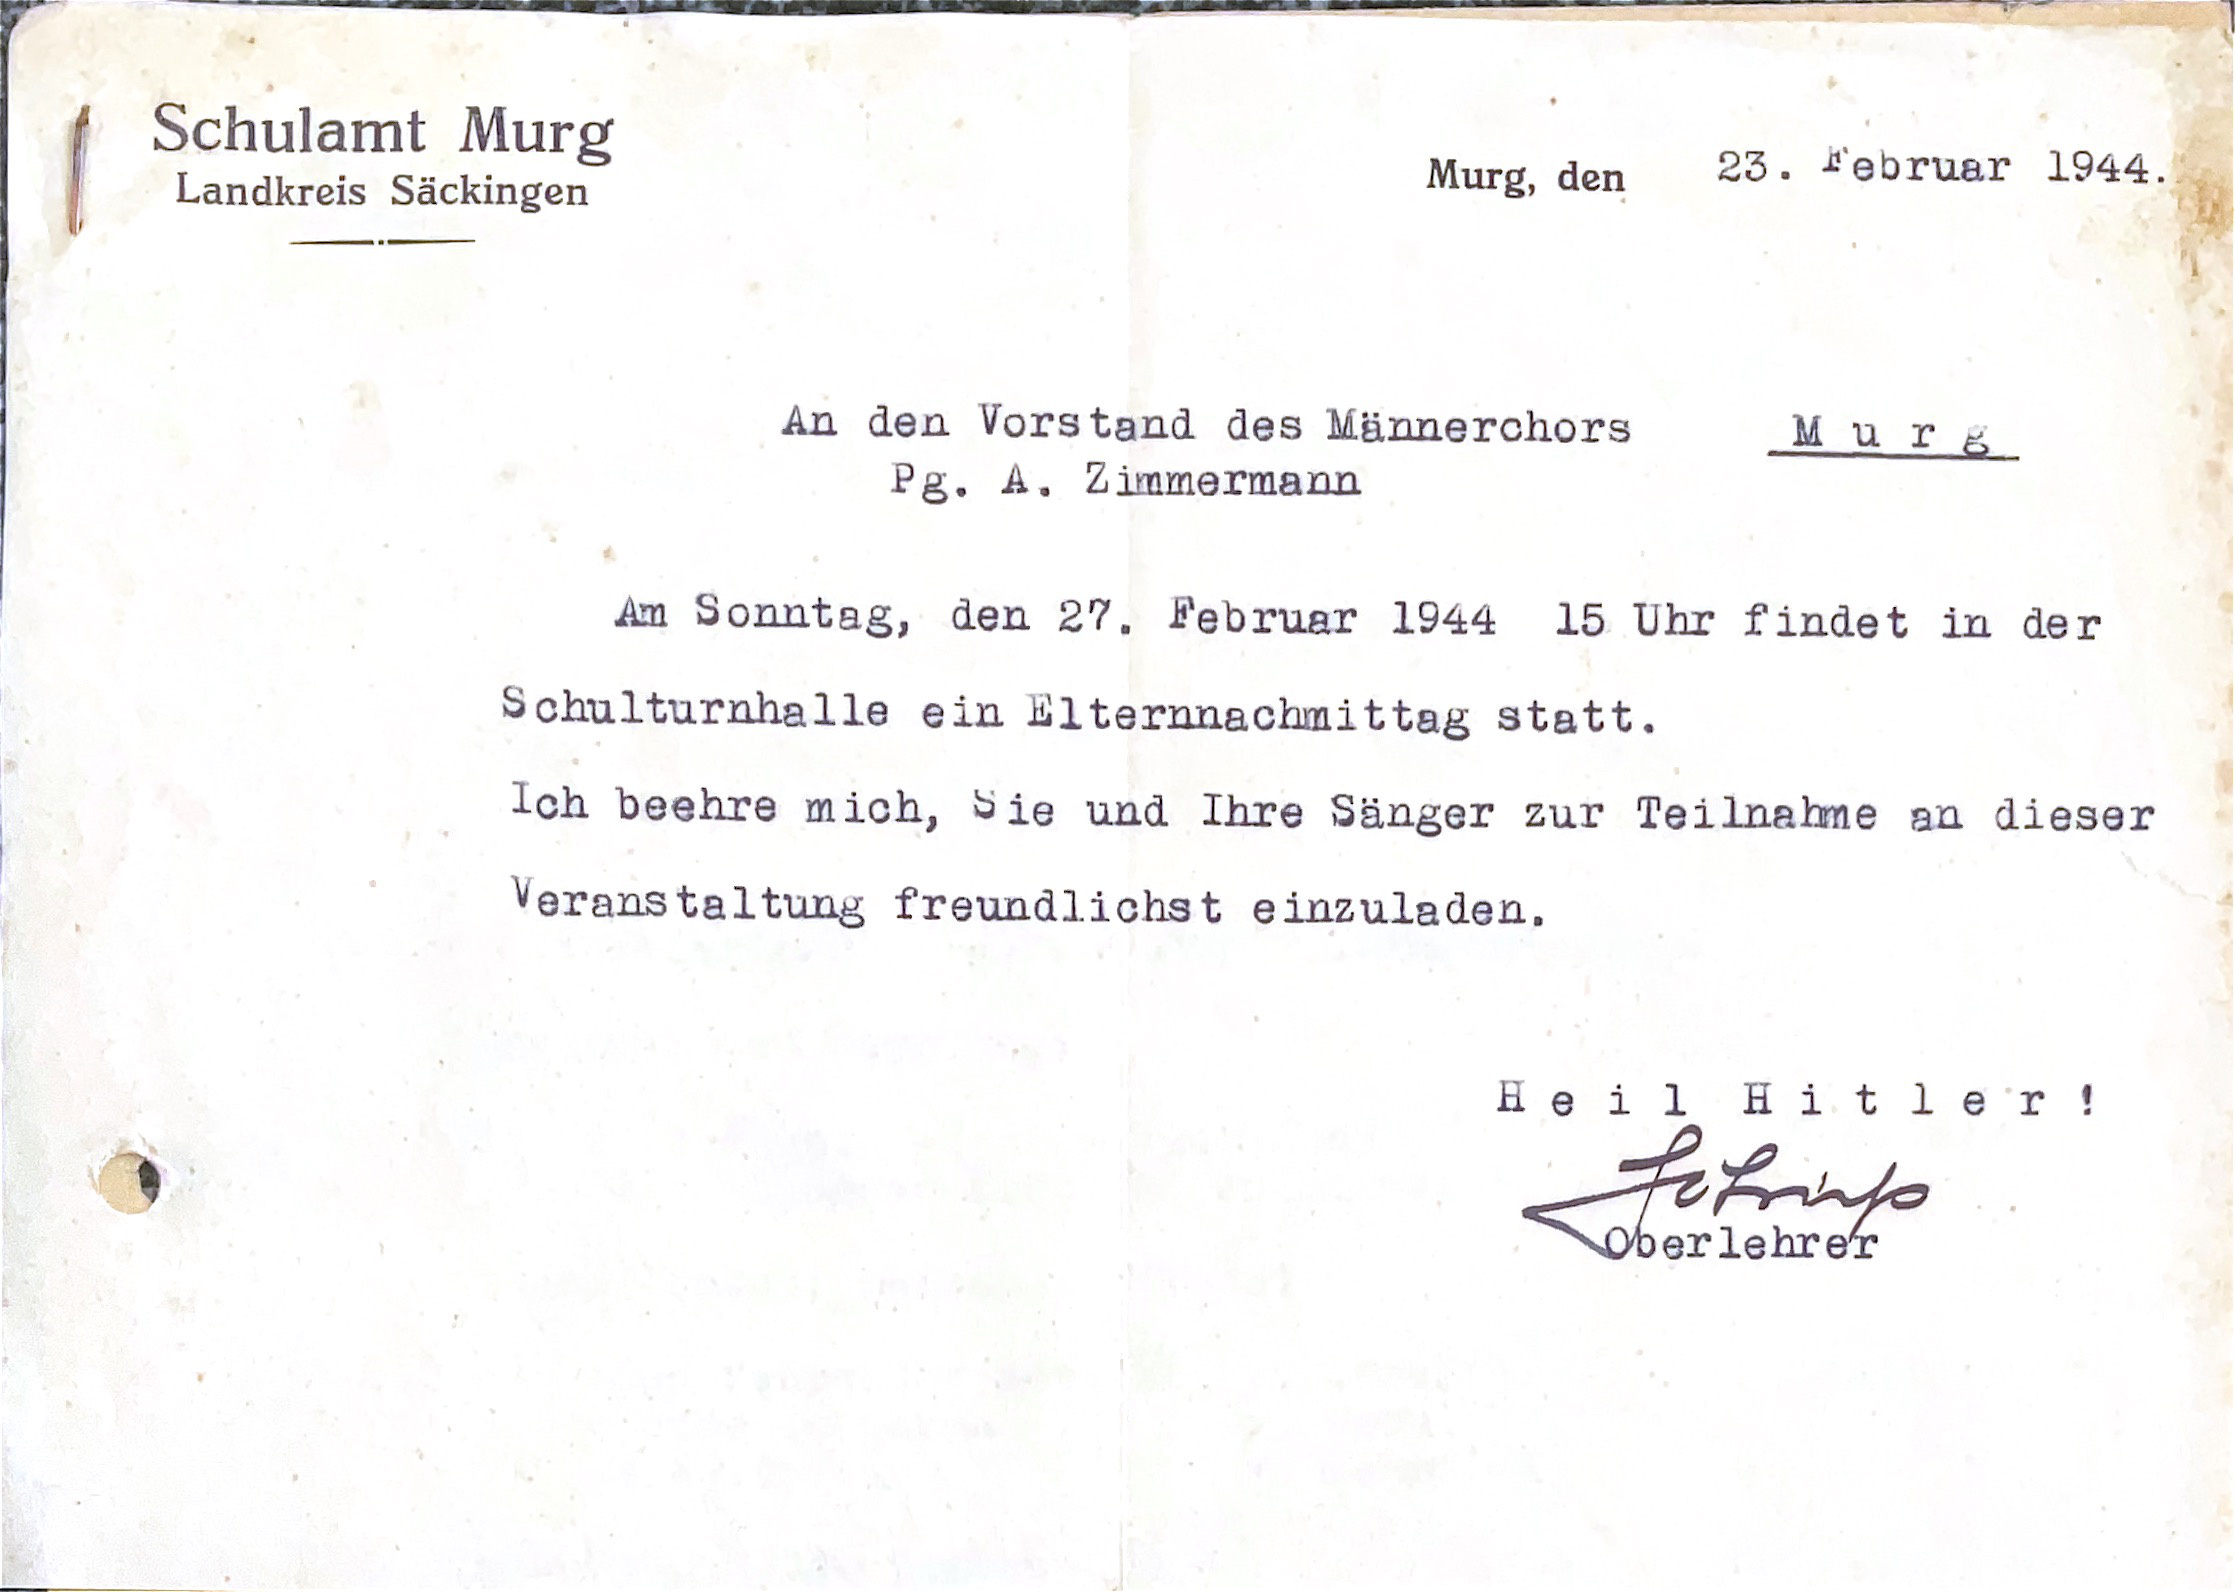 Schulamt Murg
Landkreis Säckingen
Murg, den 23. Februar 1944.
An den Vorstand des Männerchors M u r g
Pg. A. Zimmermann
Am Sonntag, den 27. Februar 1944 15 Uhr findet in der
Schulturnhalle ein Elternnachmittag statt.
Ich beehre mich, Sie und Ihre Sänger zur Teilnahme an dieser
Veranstaltung freundlichst einzuladen.
H e i l H i t l e r !
Oberlehrer